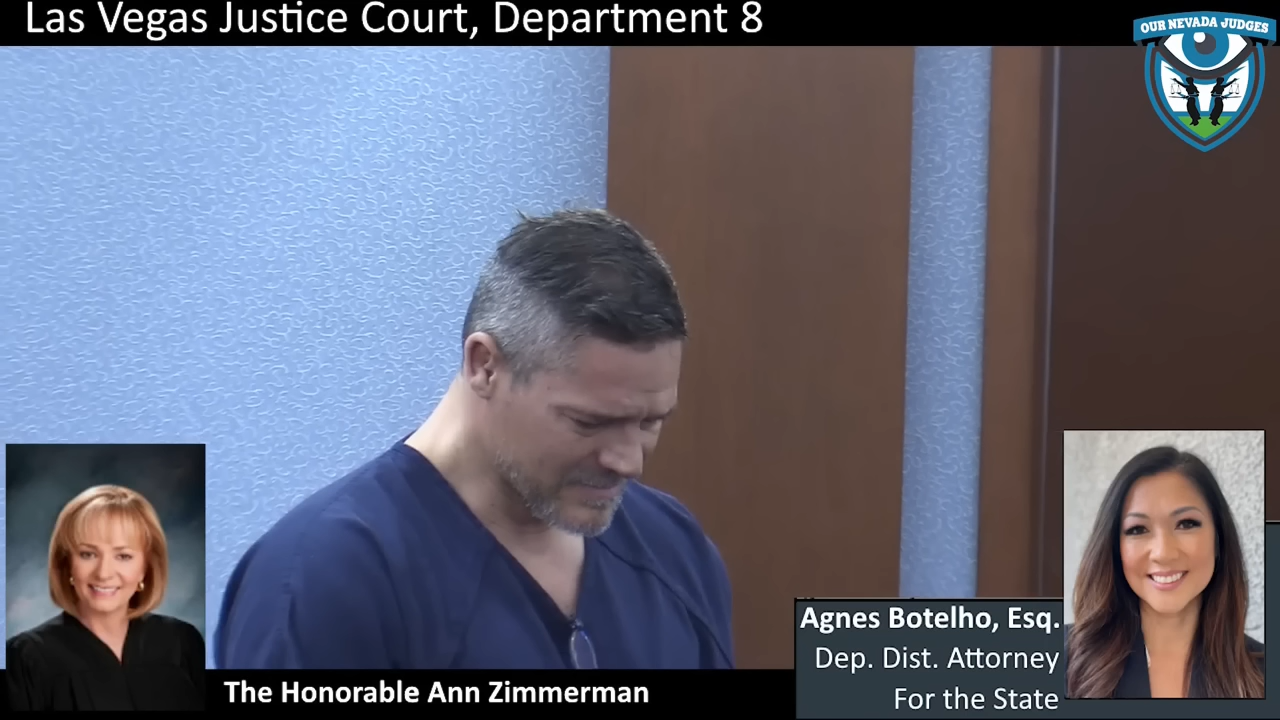 Las Vegas Justice Court, Department 8
OUR NEVADA JUDGES
Agnes Botelho, Esq.
Dep. Dist. Attorney
For the State
The Honorable Ann Zimmerman